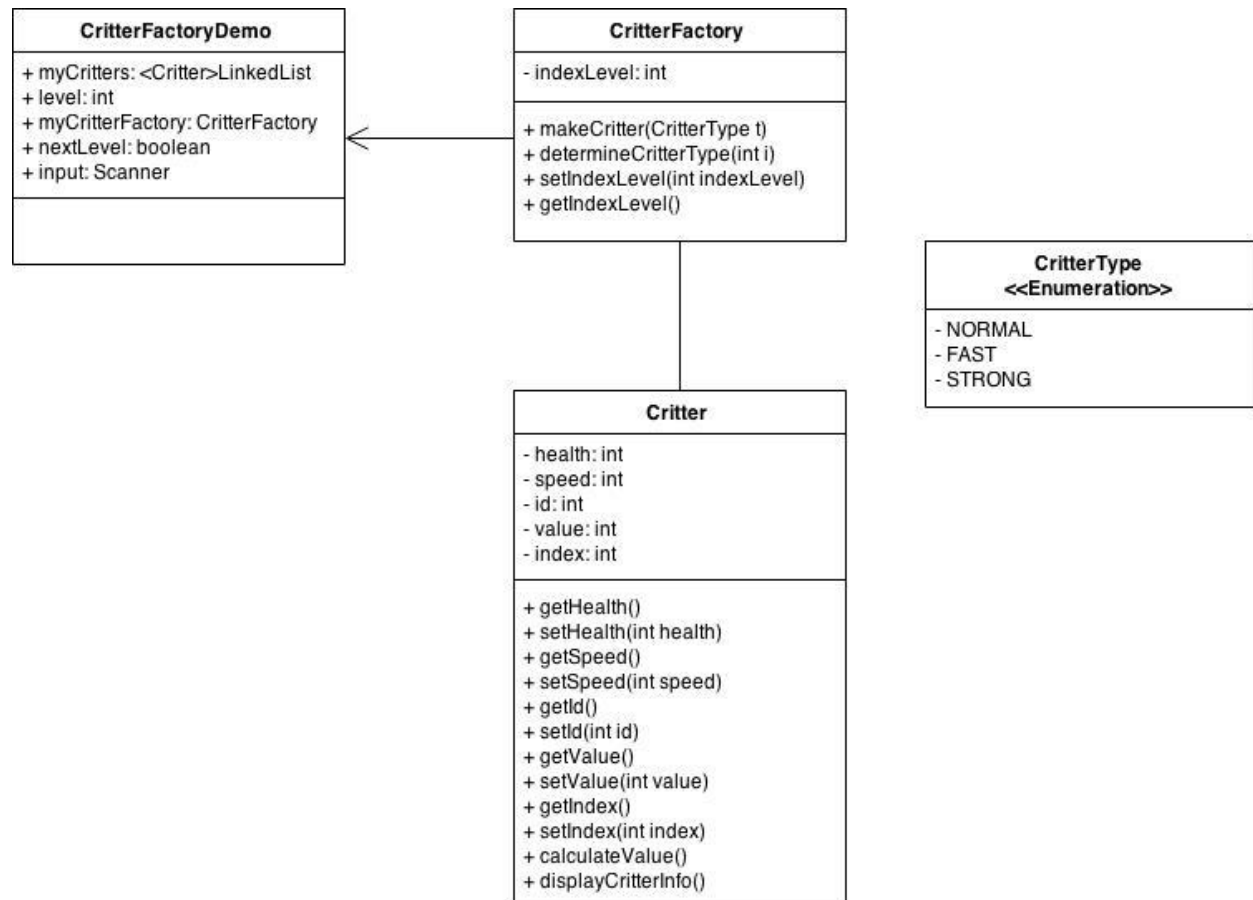 CritterFactoryDemo
+ myCritters: <Critter>LinkedList
+ level: int
+ myCritterFactory: CritterFactory
+ nextLevel: boolean
+ input: Scanner
CritterFactory
- indexLevel: int
+ makeCritter(CritterType t)
+ determineCritterType(int i)
+ setIndexLevel(int indexLevel)
+ getIndexLevel()
CritterType
<<Enumeration>>
- NORMAL
- FAST
- STRONG
Critter
- health: int
- speed: int
- id: int
- value: int
- index: int
+ getHealth()
+ setHealth(int health)
+ getSpeed()
+ setSpeed(int speed)
+ getId()
+ setId(int id)
+ getValue()
+ setValue(int value)
+ getIndex()
+ setIndex(int index)
+ calculateValue()
+ displayCritterInfo()